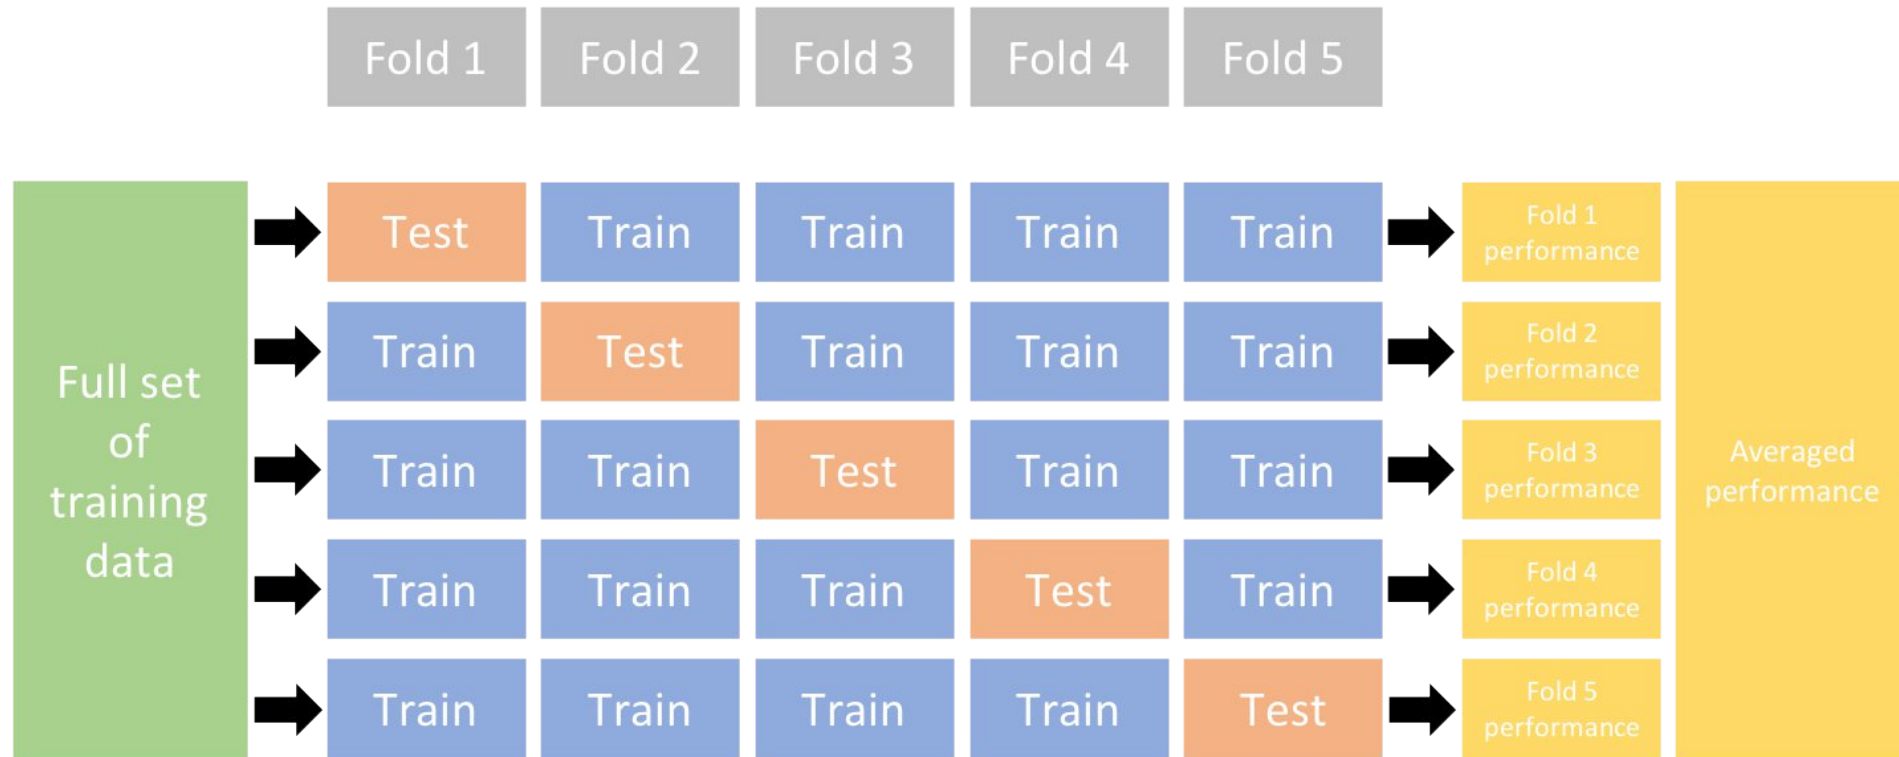 Fold 1 Fold 2 Fold 3 Fold 4 Fold 5
Full set
of
training
data
Test Train Train Train Train
Fold 1
performance
Train Test Train Train Train
Fold 2
performance
Train Train Test Train Train
Fold 3
performance
Train Train Train Test Train
Fold 4
performance
Train Train Train Train Test
Fold 5
performance
Averaged
performance